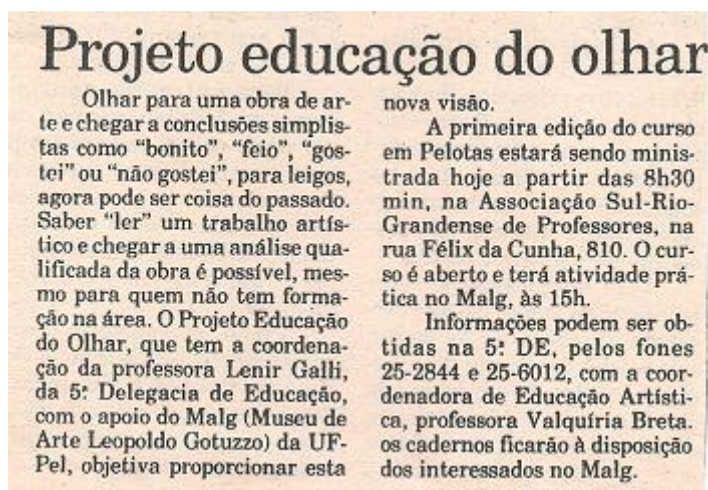 Projeto educação do olhar
Olhar para uma obra de ar-
te e chegar a conclusões simplis-
tas como "bonito", "feio", "gos-
tei" ou "não gostei", para leigos,
agora pode ser coisa do passado.
Saber "ler" um trabalho artís-
tico e chegar a uma análise qua-
lificada da obra é possível, mes-
mo para quem não tem forma-
ção na área. O Projeto Educação
do Olhar, que tem a coordena-
ção da professora Lenir Galli,
da 5ª Delegacia de Educação,
com o apoio do Malg (Museu de
Arte Leopoldo Gotuzzo) da UF-
Pel, objetiva proporcionar esta
nova visão.
A primeira edição do curso
em Pelotas estará sendo minis-
trada hoje a partir das 8h30
min, na Associação Sul-Rio-
Grandense de Professores, na
rua Félix da Cunha, 810. O cur-
so é aberto e terá atividade prá-
tica no Malg, às 15h.
Informações podem ser ob-
tidas na 5ª DE, pelos fones
25-2844 e 25-6012, com a coor-
denadora de Educação Artísti-
ca, professora Valquíria Breta.
os cadernos ficarão à disposição
dos interessados no Malg.